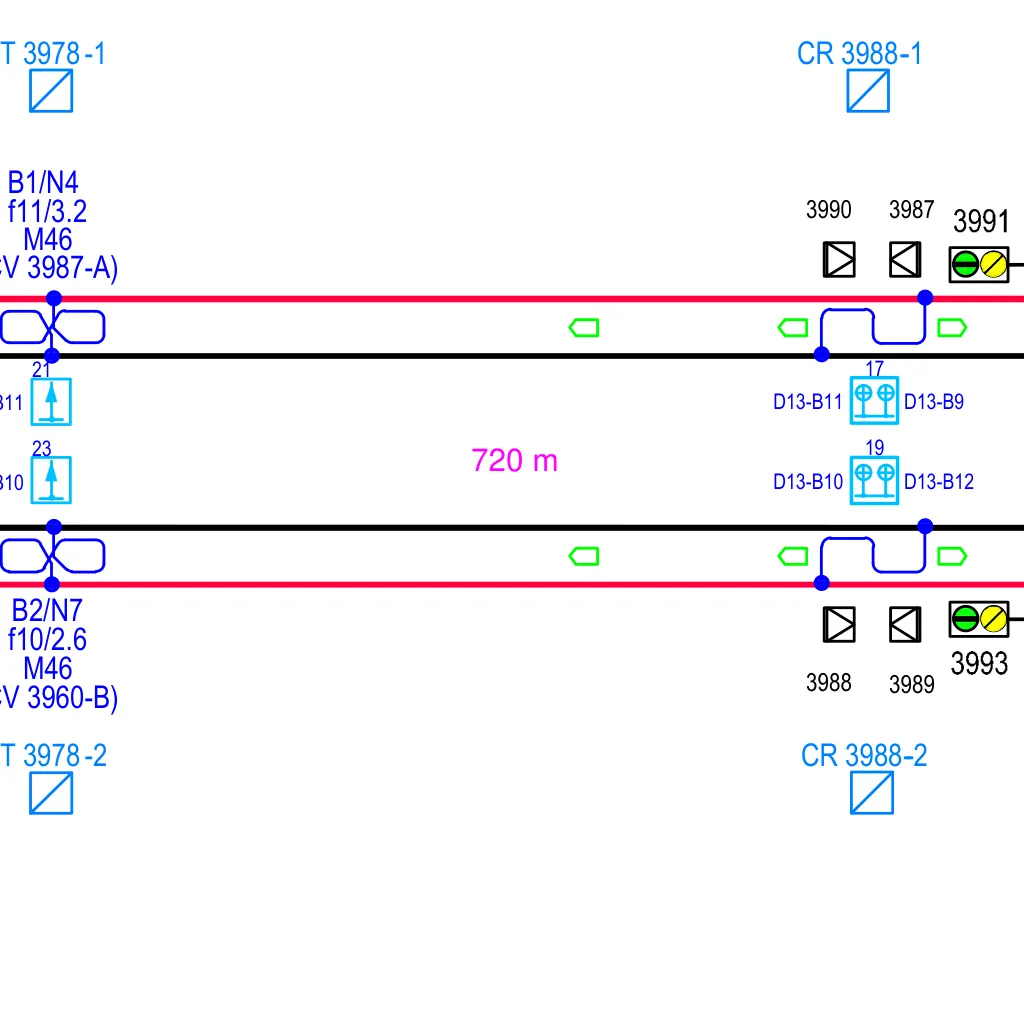 T 3978-1
CR 3988-1
B1/N4
f11/3.2
M46
CV 3987-A)
3990
3987
3991
21
B11
17
D13-B11
D13-B9
23
B10
720 m
19
D13-B10
D13-B12
B2/N7
f10/2.6
M46
CV 3960-B)
3988
3989
3993
T 3978-2
CR 3988-2